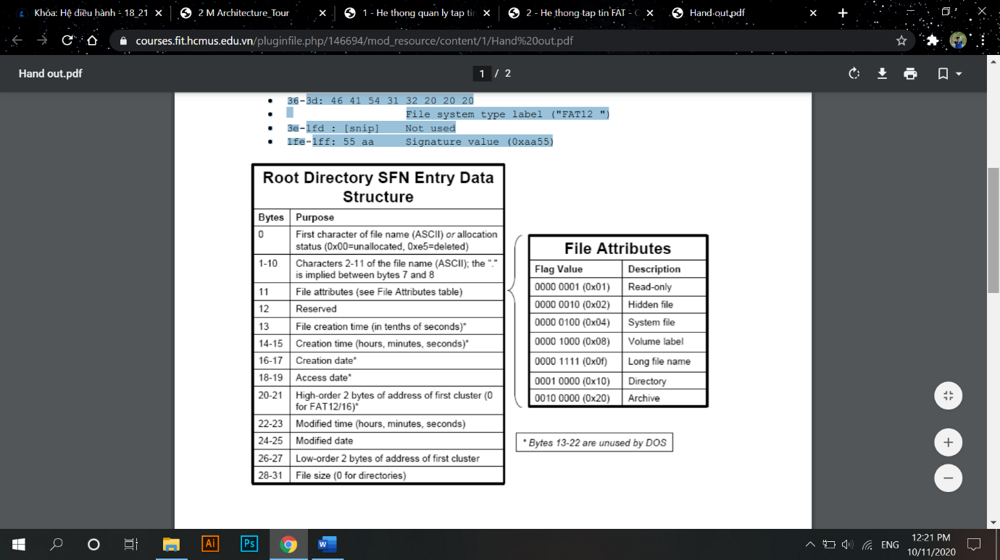 Khóa: Hệ điều hành - 18_21
2 M Architecture_Tour
1 - He thong quan ly tap tin
2 - He thong tap tin FAT - C
Hand out.pdf
courses.fit.hcmus.edu.vn/pluginfile.php/146694/mod_resource/content/1/Hand%20out.pdf
Hand out.pdf
1 / 2
36-3d: 46 41 54 31 32 20 20 20
File system type label ("FAT12 ")
3e-1fd : [snip] Not used
1fe-1ff: 55 aa Signature value (0xaa55)
Root Directory SFN Entry Data
Structure
Bytes Purpose
0 First character of file name (ASCII) or allocation
status (0x00=unallocated, 0xe5=deleted)
1-10 Characters 2-11 of the file name (ASCII); the "."
is implied between bytes 7 and 8
11 File attributes (see File Attributes table)
12 Reserved
13 File creation time (in tenths of seconds)*
14-15 Creation time (hours, minutes, seconds)*
16-17 Creation date*
18-19 Access date*
20-21 High-order 2 bytes of address of first cluster (0
for FAT12/16)*
22-23 Modified time (hours, minutes, seconds)
24-25 Modified date
26-27 Low-order 2 bytes of address of first cluster
28-31 File size (0 for directories)
File Attributes
Flag Value Description
0000 0001 (0x01) Read-only
0000 0010 (0x02) Hidden file
0000 0100 (0x04) System file
0000 1000 (0x08) Volume label
0000 1111 (0x0f) Long file name
0001 0000 (0x10) Directory
0010 0000 (0x20) Archive
* Bytes 13-22 are unused by DOS
Ai
Ps
W
ENG
12:21 PM
10/11/2020